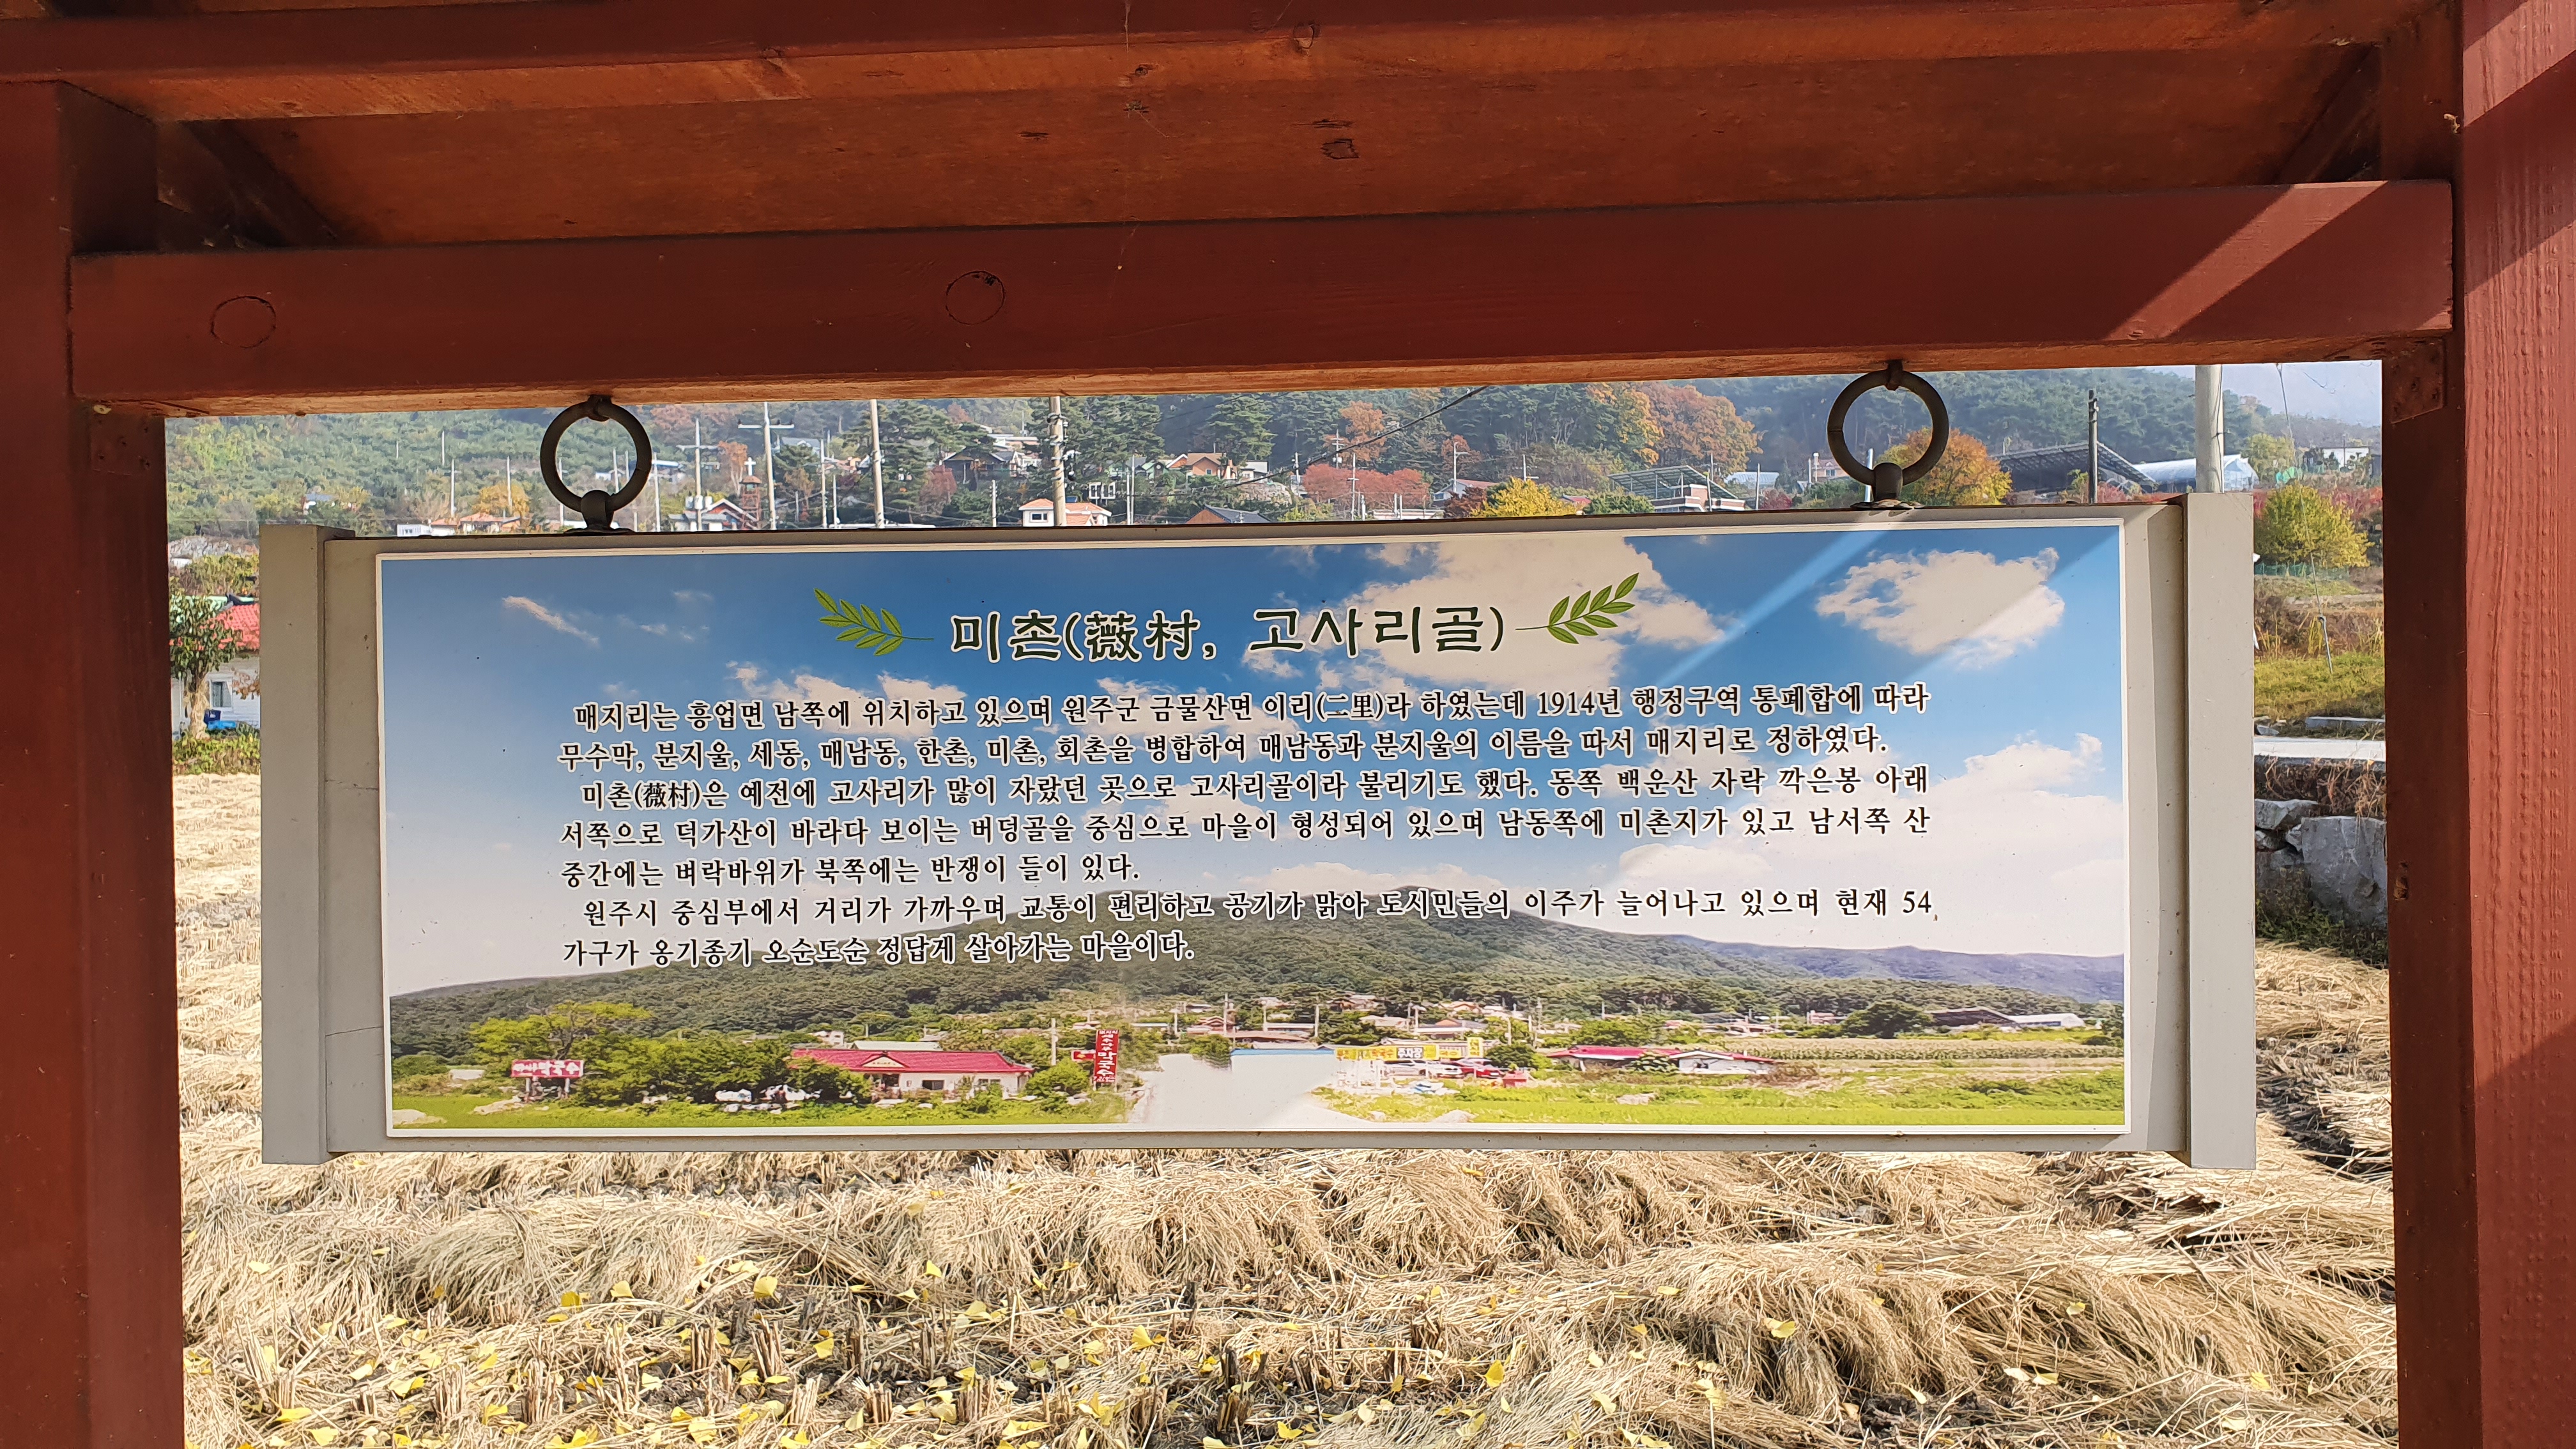 미촌(薇村, 고사리골)
매지리는 흥업면 남쪽에 위치하고 있으며 원주군 금물산면 이리(二里)라 하였는데 1914년 행정구역 통폐합에 따라
무수막, 분지울, 세동, 매남동, 한촌, 미촌, 회촌을 병합하여 매남동과 분지울의 이름을 따서 매지리로 정하였다.
미촌(薇村)은 예전에 고사리가 많이 자랐던 곳으로 고사리골이라 불리기도 했다. 동쪽 백운산 자락 깍은봉 아래
서쪽으로 덕가산이 바라다 보이는 버덩골을 중심으로 마을이 형성되어 있으며 남동쪽에 미촌지가 있고 남서쪽 산
중간에는 벼락바위가 북쪽에는 반쟁이 들이 있다.
원주시 중심부에서 거리가 가까우며 교통이 편리하고 공기가 맑아 도시민들의 이주가 늘어나고 있으며 현재 54
가구가 옹기종기 오순도순 정답게 살아가는 마을이다.
막국수
막국수